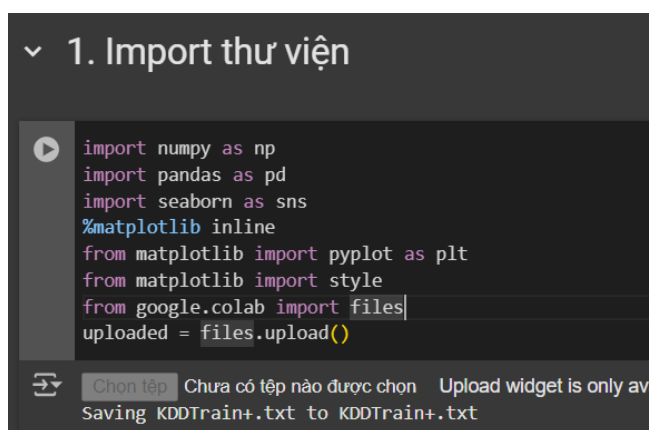 1. Import thư viện
import numpy as np
import pandas as pd
import seaborn as sns
%matplotlib inline
from matplotlib import pyplot as plt
from matplotlib import style
from google.colab import files
uploaded = files.upload()
Chọn tệp Chưa có tệp nào được chọn Upload widget is only av
Saving KDDTrain+.txt to KDDTrain+.txt